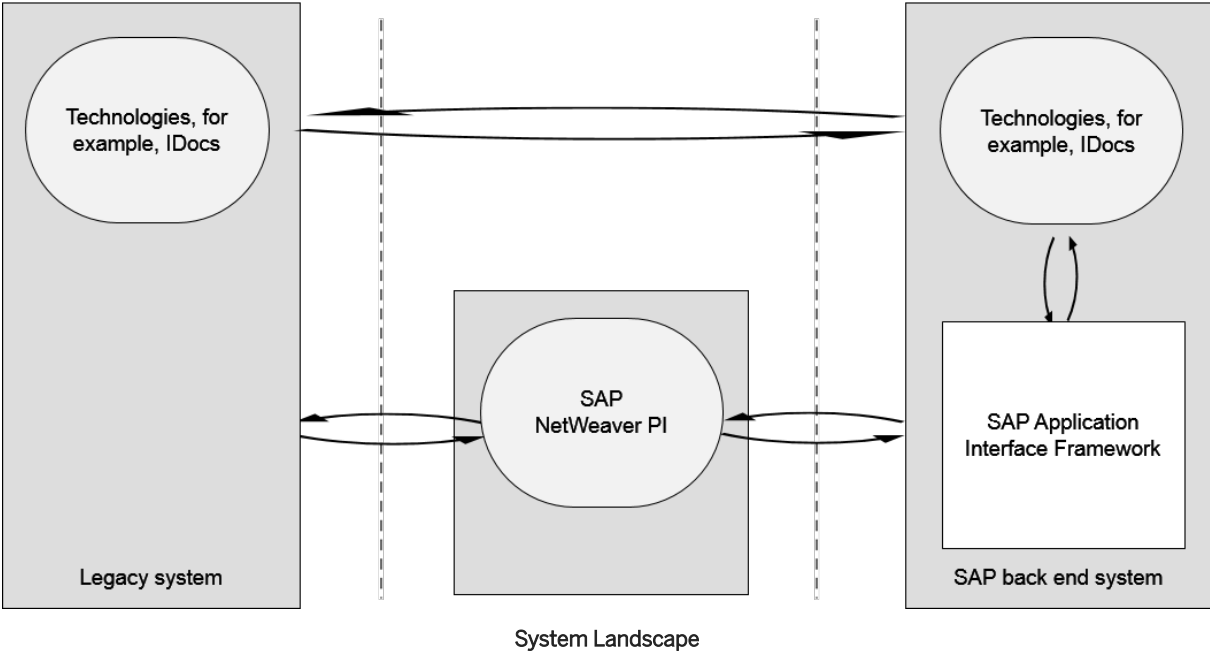 Technologies, for
example, IDocs
Technologies, for
example, IDocs
SAP
NetWeaver PI
SAP Application
Interface Framework
Legacy system
SAP back end system
System Landscape